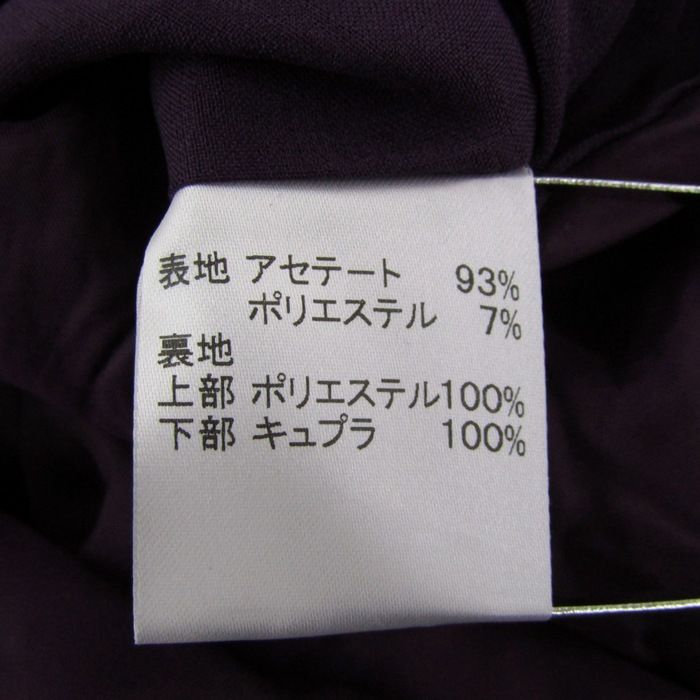 表地 アセテート 93%
ポリエステル 7%
裏地
上部 ポリエステル100%
下部 キュプラ 100%